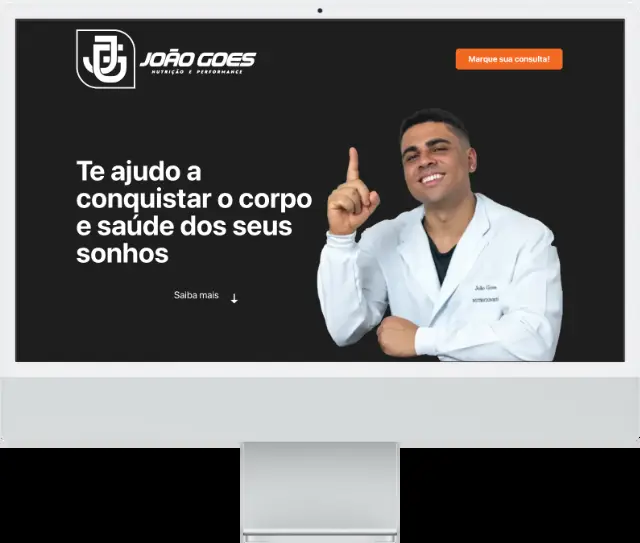 JOÃO GOES
NUTRIÇÃO E PERFORMANCE
Marque sua consulta!
Te ajudo a
conquistar o corpo
e saúde dos seus
sonhos
Saiba mais
João Goes
NUTRICIONISTA